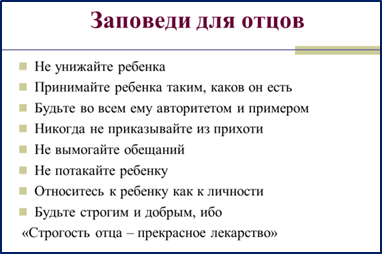 Заповеди для отцов
Не унижайте ребенка
Принимайте ребенка таким, каков он есть
Будьте во всем ему авторитетом и примером
Никогда не приказывайте из прихоти
Не вымогайте обещаний
Не потакайте ребенку
Относитесь к ребенку как к личности
Будьте строгим и добрым, ибо
«Строгость отца – прекрасное лекарство»